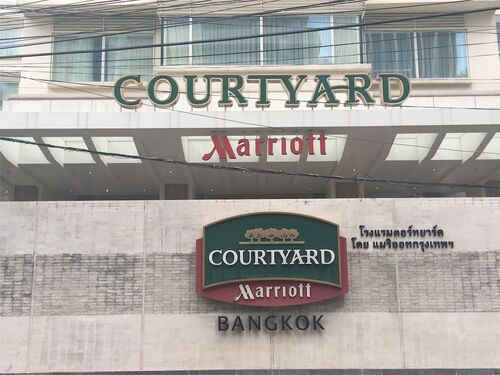 COURTYARD
Marriott
COURTYARD
Marriott
BANGKOK
โรงแรมคอร์ทยาร์ด
โดย แมริออทกรุงเทพฯ